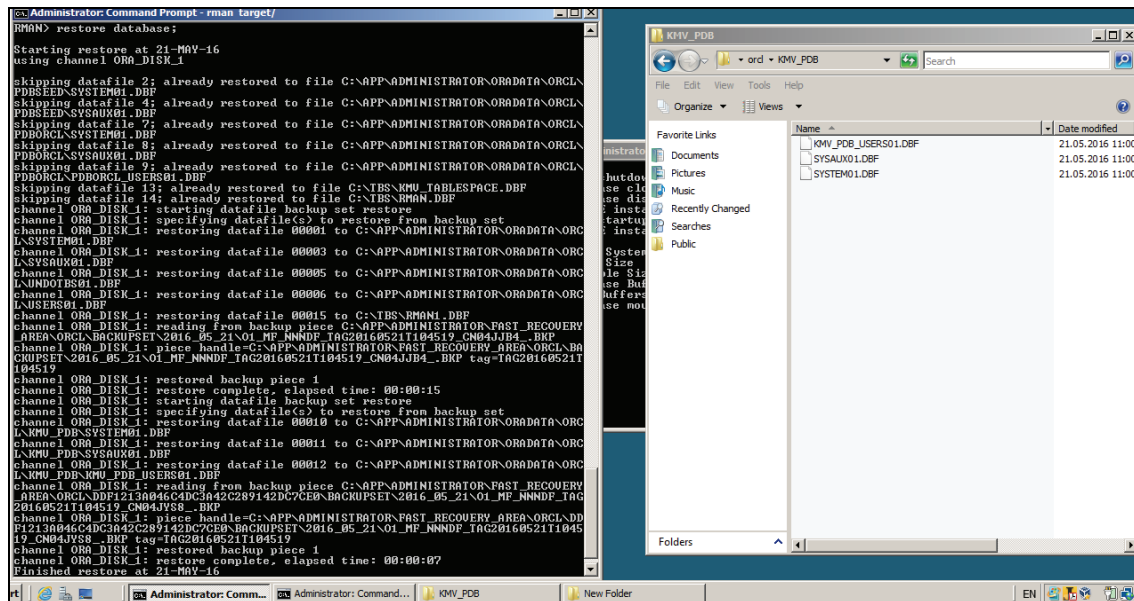 Administrator: Command Prompt - rman target/
RMAN> restore database;
Starting restore at 21-MAY-16
using channel ORA_DISK_1
skipping datafile 2; already restored to file C:\APP\ADMINISTRATOR\ORADATA\ORCL\
PDBSEED\SYSTEM01.DBF
skipping datafile 4; already restored to file C:\APP\ADMINISTRATOR\ORADATA\ORCL\
PDBSEED\SYSAUX01.DBF
skipping datafile 7; already restored to file C:\APP\ADMINISTRATOR\ORADATA\ORCL\
PDBORCL\SYSTEM01.DBF
skipping datafile 8; already restored to file C:\APP\ADMINISTRATOR\ORADATA\ORCL\
PDBORCL\SYSAUX01.DBF
skipping datafile 9; already restored to file C:\APP\ADMINISTRATOR\ORADATA\ORCL\
PDBORCL\PDBORCL_USERS01.DBF
skipping datafile 13; already restored to file C:\TBS\KMV_TABLESPACE.DBF
skipping datafile 14; already restored to file C:\TBS\RMAN.DBF
channel ORA_DISK_1: starting datafile backup set restore
channel ORA_DISK_1: specifying datafile(s) to restore from backup set
channel ORA_DISK_1: restoring datafile 00001 to C:\APP\ADMINISTRATOR\ORADATA\ORC
L\SYSTEM01.DBF
channel ORA_DISK_1: restoring datafile 00003 to C:\APP\ADMINISTRATOR\ORADATA\ORC
L\SYSAUX01.DBF
channel ORA_DISK_1: restoring datafile 00005 to C:\APP\ADMINISTRATOR\ORADATA\ORC
L\UNDOTBS01.DBF
channel ORA_DISK_1: restoring datafile 00006 to C:\APP\ADMINISTRATOR\ORADATA\ORC
L\USERS01.DBF
channel ORA_DISK_1: restoring datafile 00015 to C:\TBS\RMAN1.DBF
channel ORA_DISK_1: reading from backup piece C:\APP\ADMINISTRATOR\FAST_RECOVERY
_AREA\ORCL\BACKUPSET\2016_05_21\O1_MF_NNNDF_TAG20160521T104519_CN04JJB4_.BKP
channel ORA_DISK_1: piece handle=C:\APP\ADMINISTRATOR\FAST_RECOVERY_AREA\ORCL\BA
CKUPSET\2016_05_21\O1_MF_NNNDF_TAG20160521T104519_CN04JJB4_.BKP tag=TAG20160521T
104519
channel ORA_DISK_1: restored backup piece 1
channel ORA_DISK_1: restore complete, elapsed time: 00:00:15
channel ORA_DISK_1: starting datafile backup set restore
channel ORA_DISK_1: specifying datafile(s) to restore from backup set
channel ORA_DISK_1: restoring datafile 00010 to C:\APP\ADMINISTRATOR\ORADATA\ORC
L\KMV_PDB\SYSTEM01.DBF
channel ORA_DISK_1: restoring datafile 00011 to C:\APP\ADMINISTRATOR\ORADATA\ORC
L\KMV_PDB\SYSAUX01.DBF
channel ORA_DISK_1: restoring datafile 00012 to C:\APP\ADMINISTRATOR\ORADATA\ORC
L\KMV_PDB\KMV_PDB_USERS01.DBF
channel ORA_DISK_1: reading from backup piece C:\APP\ADMINISTRATOR\FAST_RECOVERY
_AREA\ORCL\DDF1213A046C4DC3A42C289142DC7CE0\BACKUPSET\2016_05_21\O1_MF_NNNDF_TAG
20160521T104519_CN04JYS8_.BKP
channel ORA_DISK_1: piece handle=C:\APP\ADMINISTRATOR\FAST_RECOVERY_AREA\ORCL\DD
F1213A046C4DC3A42C289142DC7CE0\BACKUPSET\2016_05_21\O1_MF_NNNDF_TAG20160521T1045
19_CN04JYS8_.BKP tag=TAG20160521T104519
channel ORA_DISK_1: restored backup piece 1
channel ORA_DISK_1: restore complete, elapsed time: 00:00:07
Finished restore at 21-MAY-16
inistrato
hutdow
se clo
se dis
insta
tartup
insta
System
Size
le Siz
se Buf
uffers
se mou
KMV_PDB
orcl KMV_PDB
Search
File Edit View Tools Help
Organize Views
Favorite Links
Documents
Pictures
Music
Recently Changed
Searches
Public
Folders
Name Date modified
KMV_PDB_USERS01.DBF 21.05.2016 11:00
SYSAUX01.DBF 21.05.2016 11:00
SYSTEM01.DBF 21.05.2016 11:00
rt Administrator: Comm... Administrator: Command... KMV_PDB New Folder EN